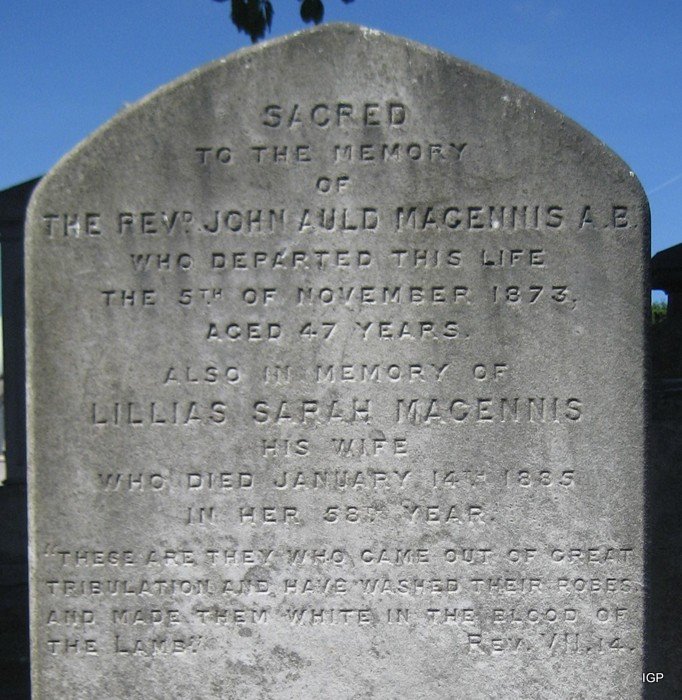 SACRED
TO THE MEMORY
OF
THE REVD. JOHN AULD MAGENNIS A.B.
WHO DEPARTED THIS LIFE
THE 5TH OF NOVEMBER 1873,
AGED 47 YEARS.
ALSO IN MEMORY OF
LILLIAS SARAH MAGENNIS
HIS WIFE
WHO DIED JANUARY 14TH 1885
IN HER 58TH YEAR.
"THESE ARE THEY WHO CAME OUT OF GREAT
TRIBULATION, AND HAVE WASHED THEIR ROBES,
AND MADE THEM WHITE IN THE BLOOD OF
THE LAMB." REV. VII. 14.
IGP